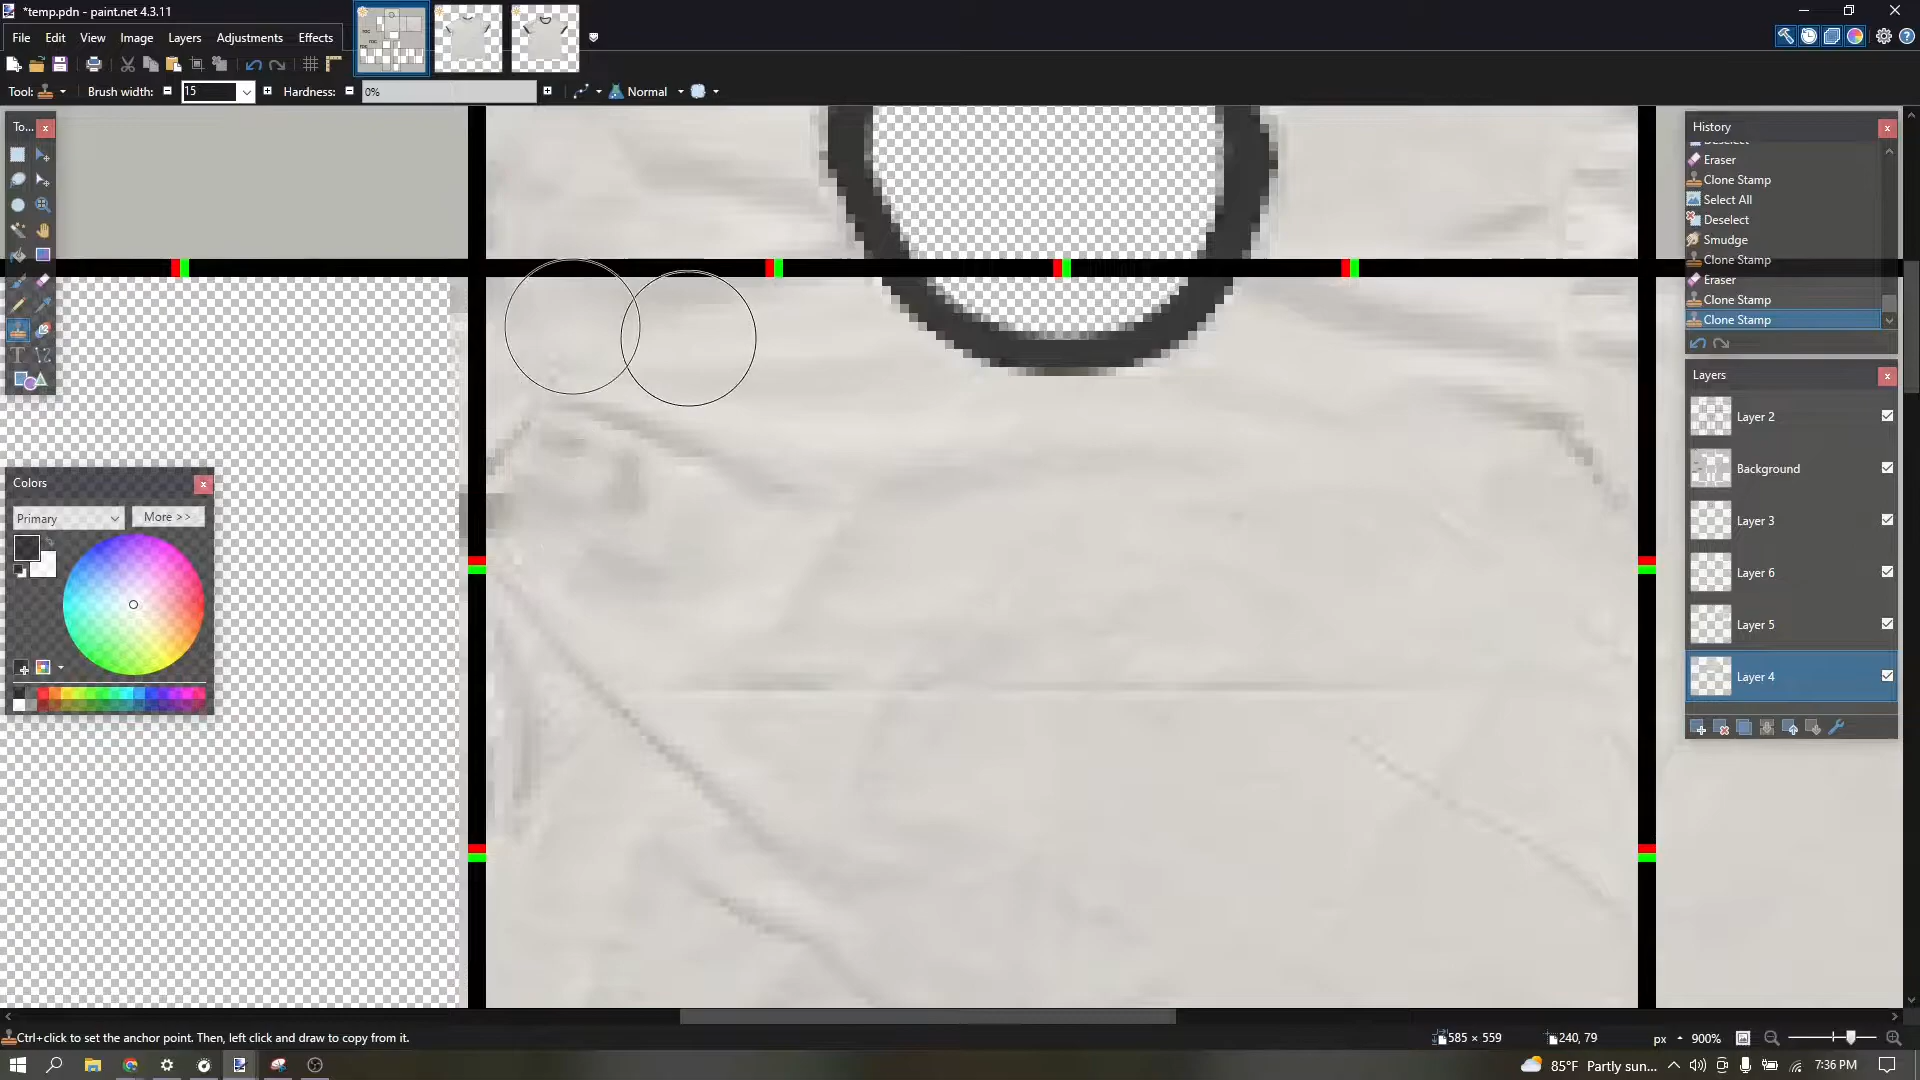 *temp.pdn - paint.net 4.3.11
File Edit View Image Layers Adjustments Effects
Tool: Brush width: 15 Hardness: 0% Normal
To...
History
Deselect
Eraser
Clone Stamp
Select All
Deselect
Smudge
Clone Stamp
Eraser
Clone Stamp
Clone Stamp
Layers
Layer 2
Background
Layer 3
Layer 6
Layer 5
Layer 4
Colors
Primary More >>
Ctrl+click to set the anchor point. Then, left click and draw to copy from it.
585 × 559 240, 79 px 900%
85°F Partly sun... 7:36 PM